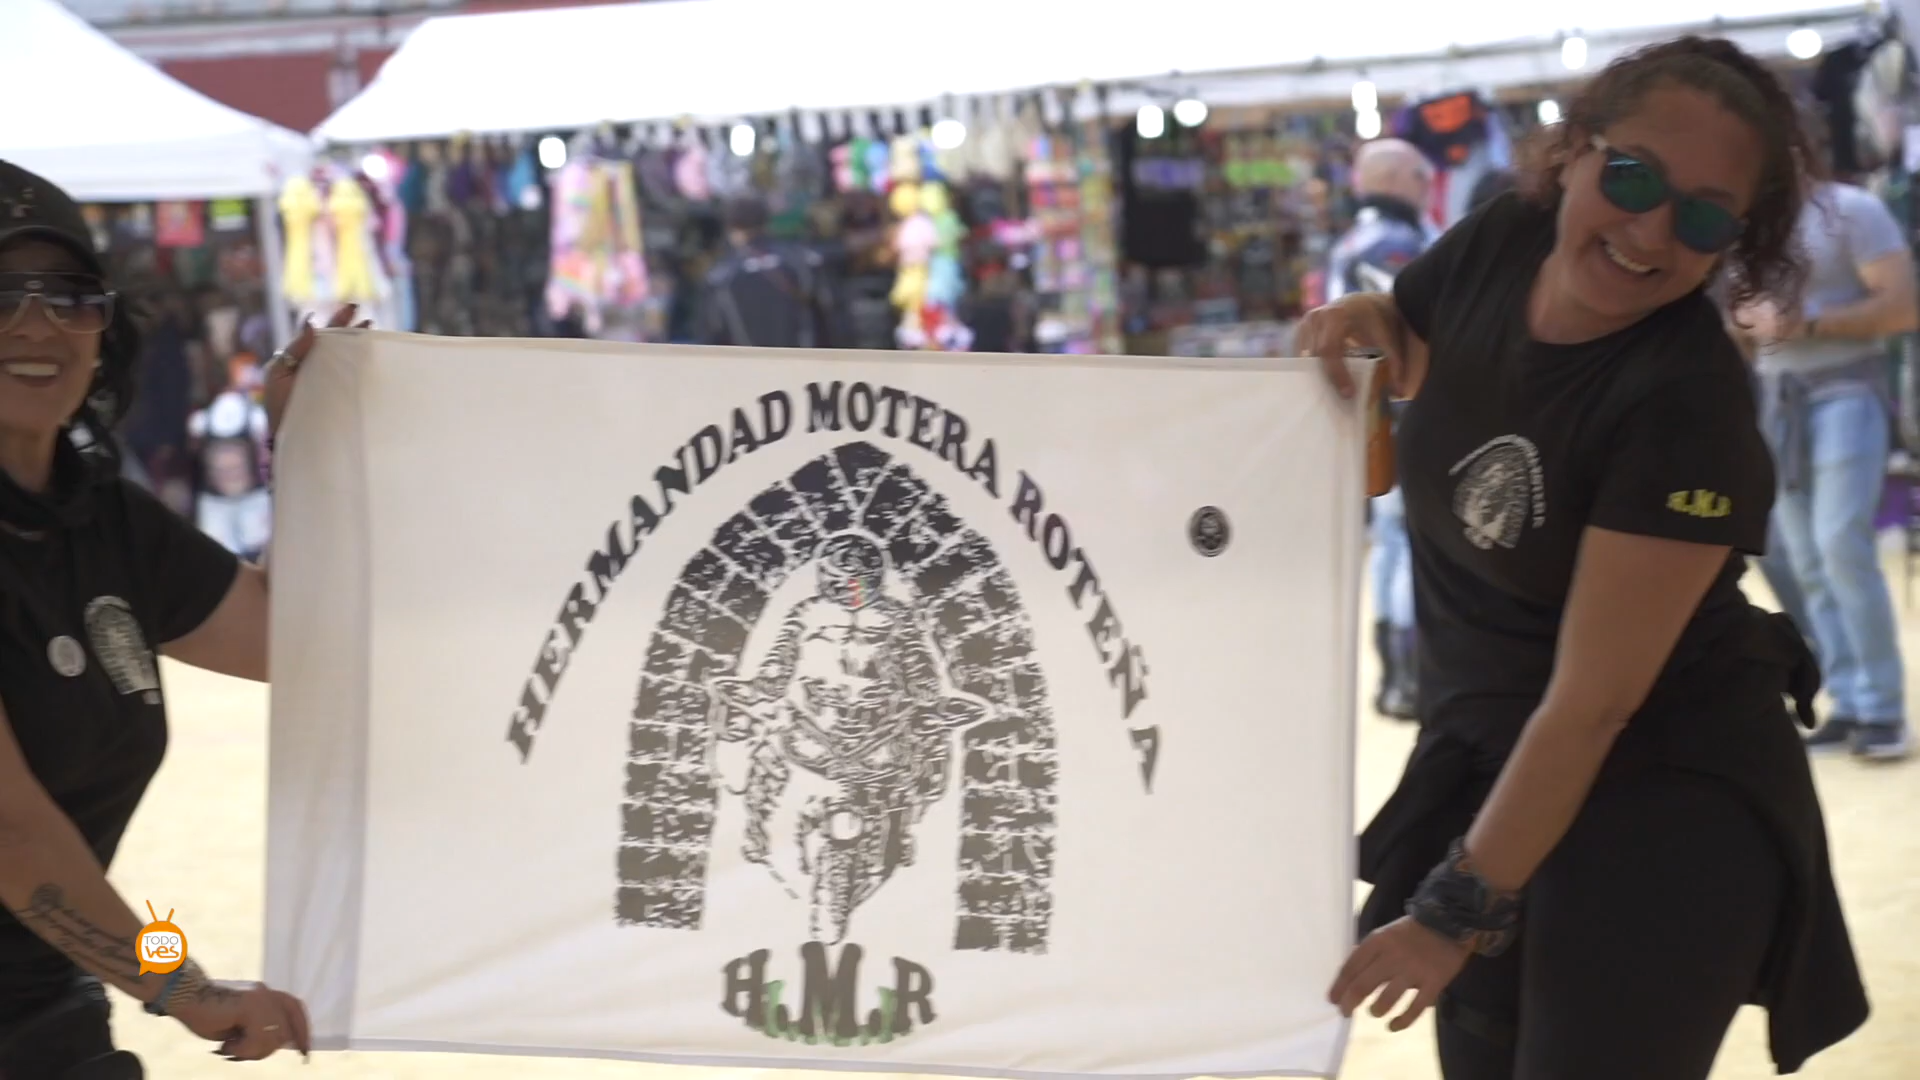 HERMANDAD MOTERA ROTEÑA
H.M.R
H.M.R
TODO
ves